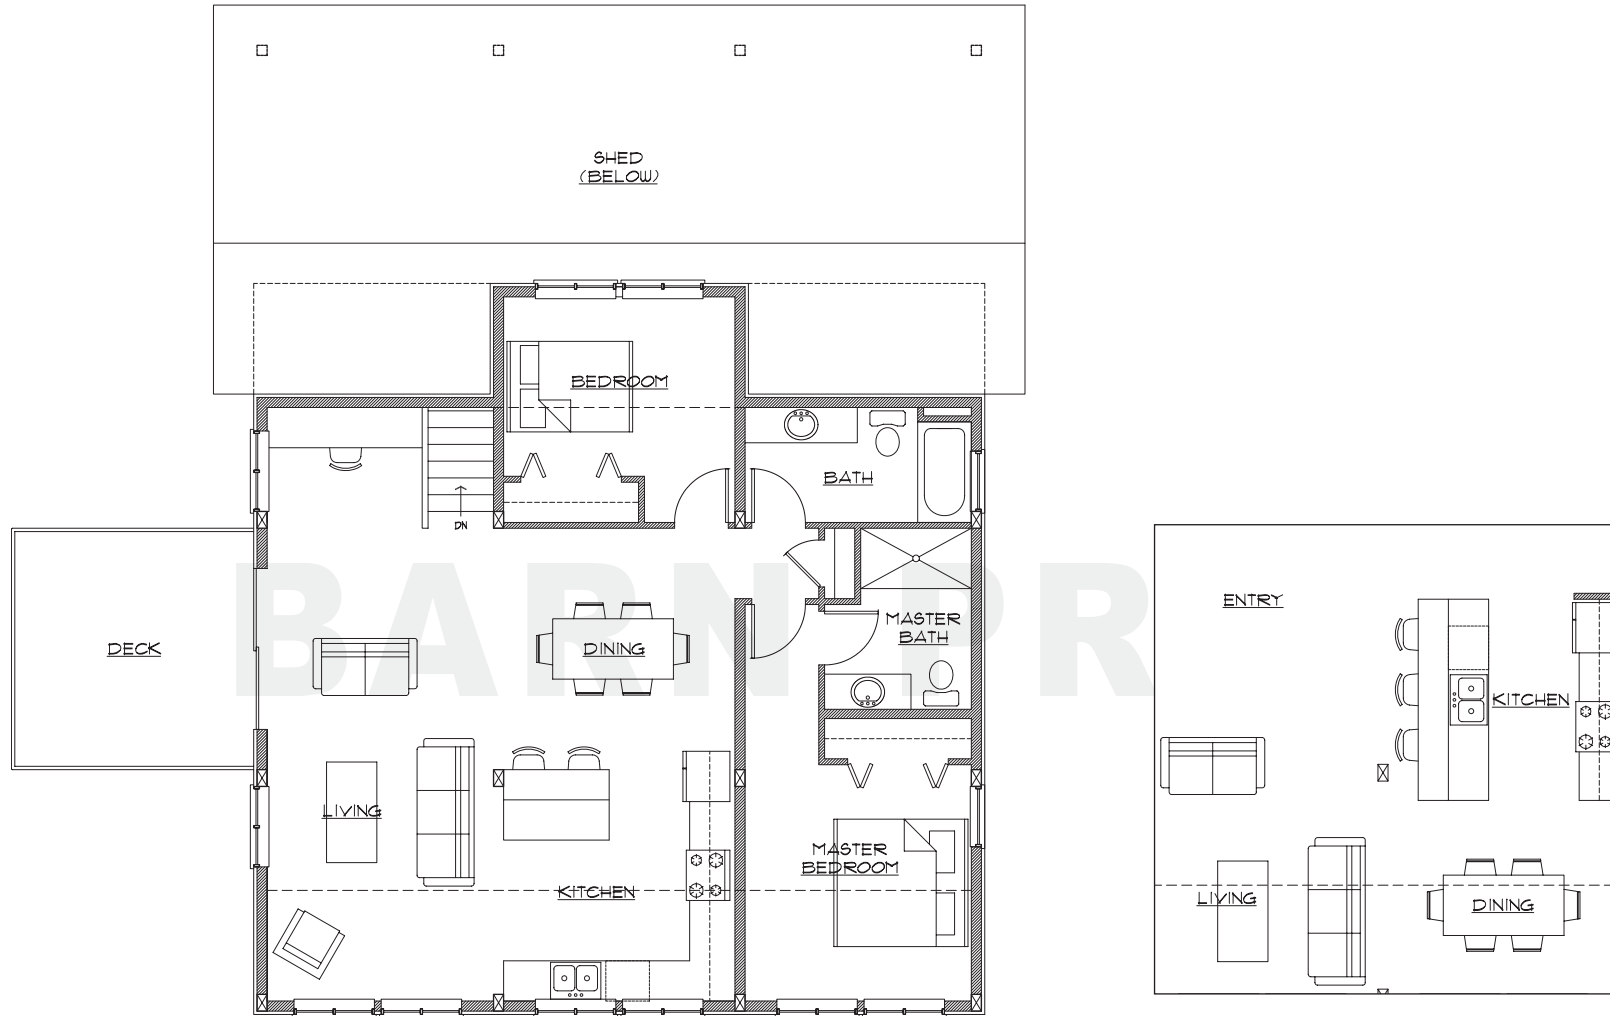 SHED
(BELOW)
BEDROOM
BATH
DN
DECK
DINING
MASTER
BATH
LIVING
MASTER
BEDROOM
KITCHEN
BARN PR
ENTRY
KITCHEN
LIVING
DINING